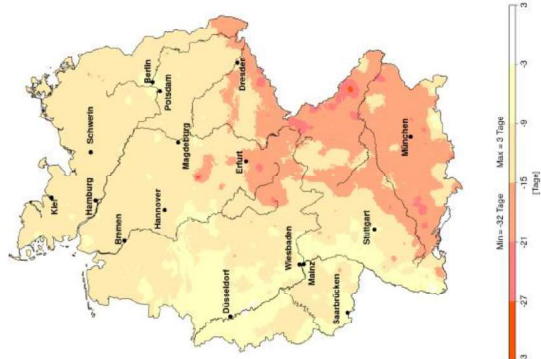 Kiel
Hamburg
Schwerin
Bremen
Hannover
Berlin
Potsdam
Magdeburg
Düsseldorf
Erfurt
Dresden
Wiesbaden
Mainz
Saarbrücken
Stuttgart
München
3
-3
-9
-15
-21
-27
Min = -32 Tage Max = 3 Tage
[Tage]